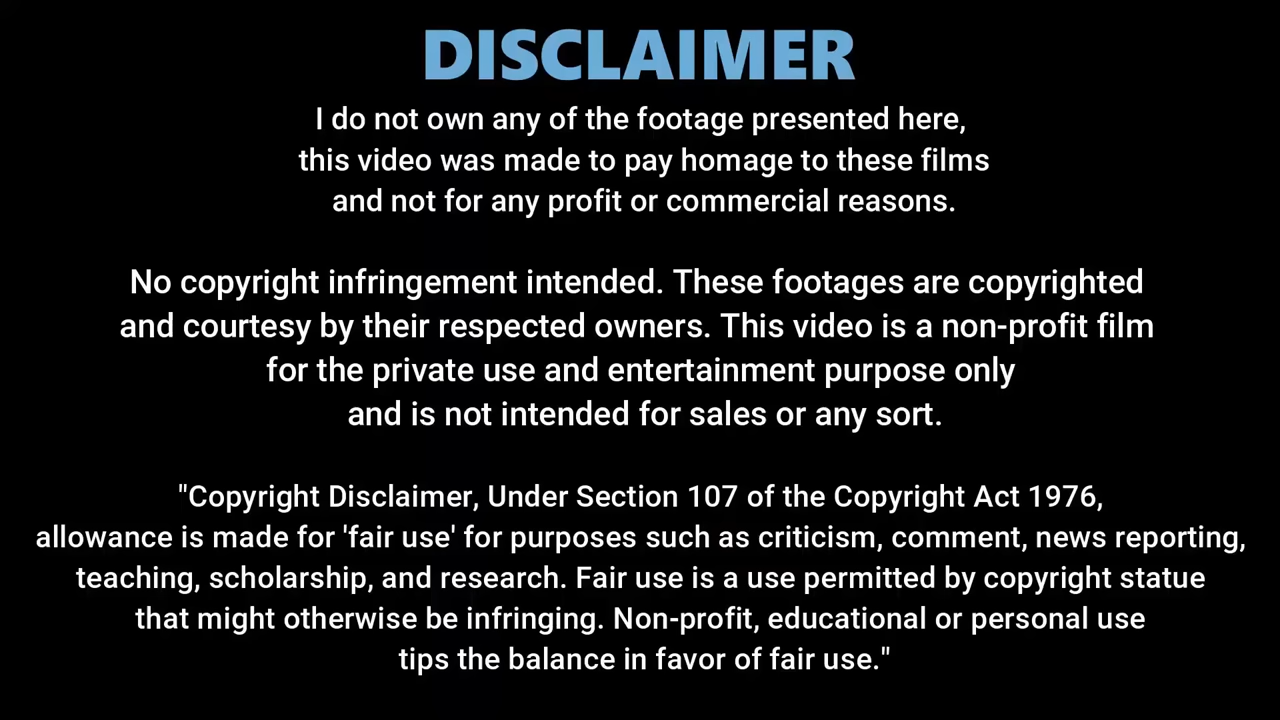 DISCLAIMER
I do not own any of the footage presented here,
this video was made to pay homage to these films
and not for any profit or commercial reasons.
No copyright infringement intended. These footages are copyrighted
and courtesy by their respected owners. This video is a non-profit film
for the private use and entertainment purpose only
and is not intended for sales or any sort.
"Copyright Disclaimer, Under Section 107 of the Copyright Act 1976,
allowance is made for 'fair use' for purposes such as criticism, comment, news reporting,
teaching, scholarship, and research. Fair use is a use permitted by copyright statue
that might otherwise be infringing. Non-profit, educational or personal use
tips the balance in favor of fair use."